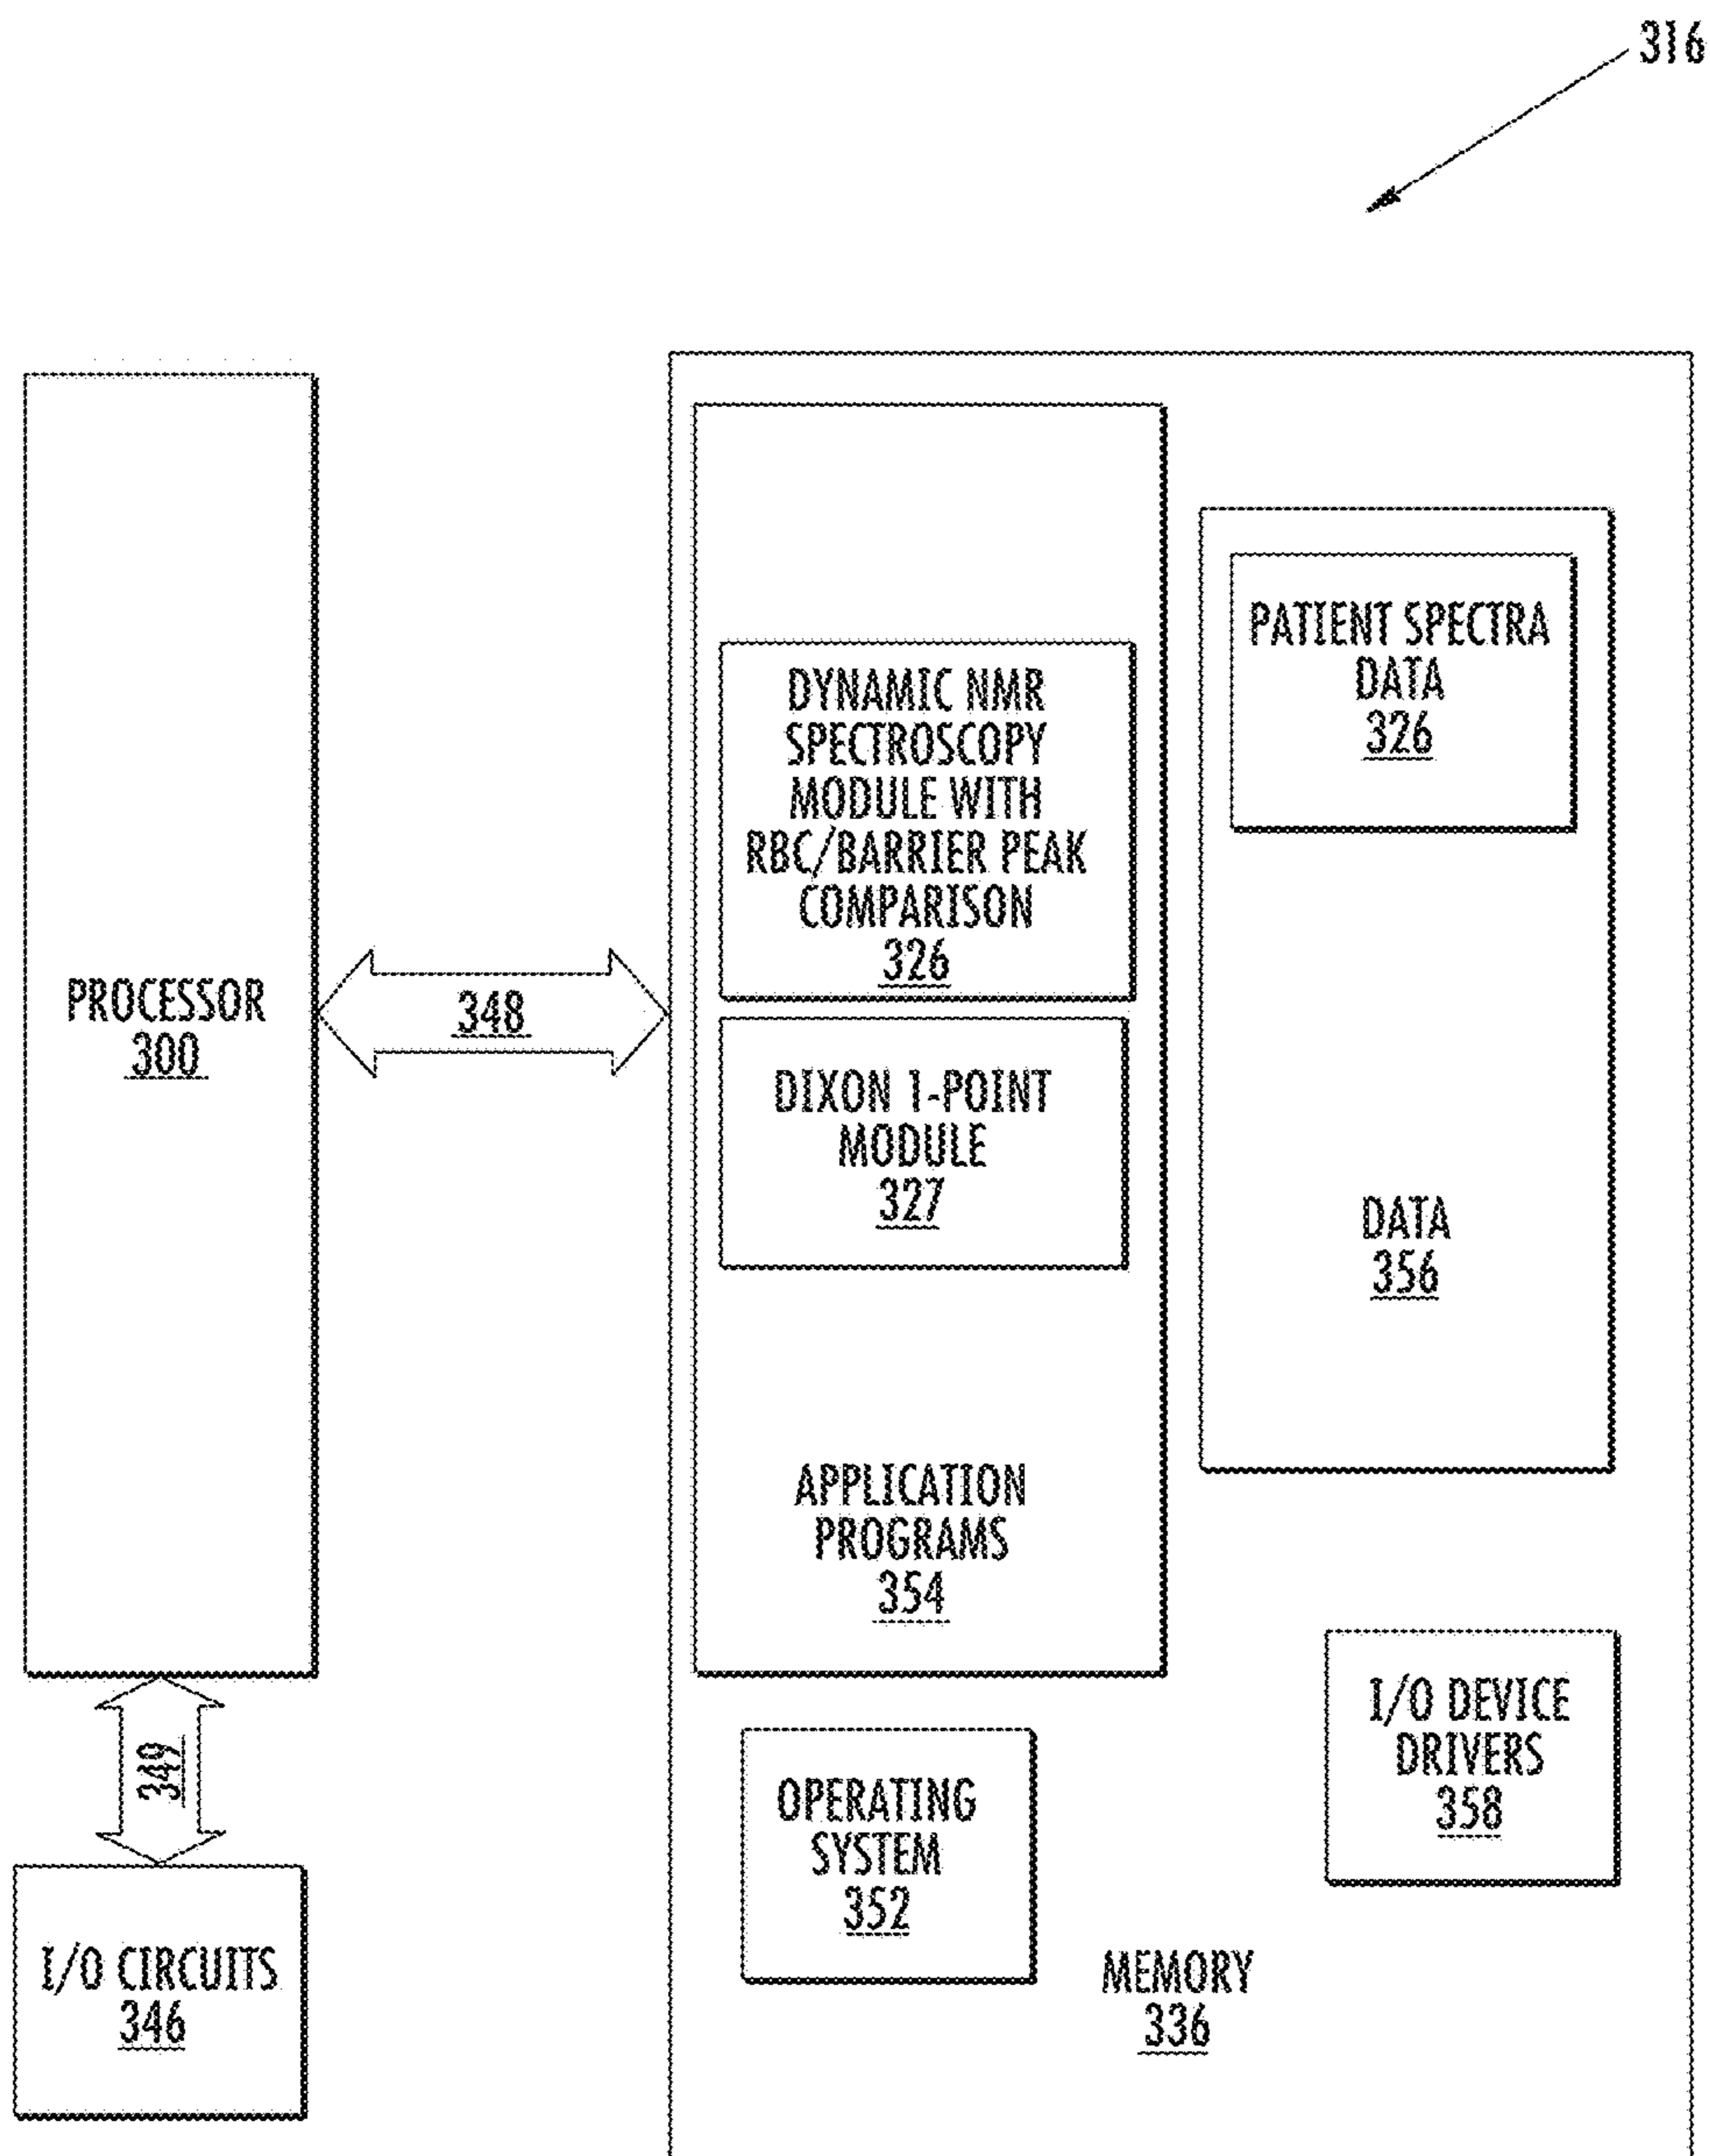 316
PROCESSOR
300
348
DYNAMIC NMR
SPECTROSCOPY
MODULE WITH
RBC/BARRIER PEAK
COMPARISON
326
DIXON 1-POINT
MODULE
327
APPLICATION
PROGRAMS
354
PATIENT SPECTRA
DATA
326
DATA
356
349
I/O CIRCUITS
346
OPERATING
SYSTEM
352
I/O DEVICE
DRIVERS
358
MEMORY
336